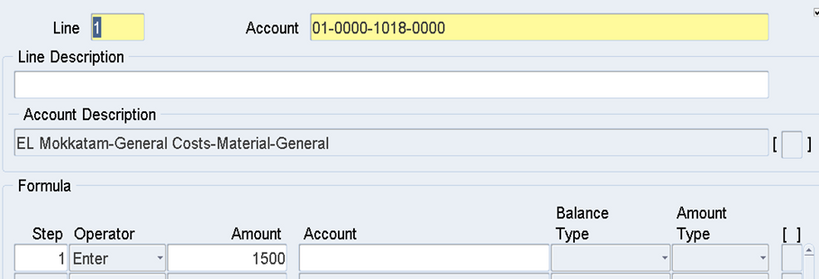 Line 1 Account 01-0000-1018-0000
Line Description
Account Description
EL Mokkatam-General Costs-Material-General [ ]
Formula
Balance Amount
Step Operator Amount Account Type Type [ ]
1 Enter 1500